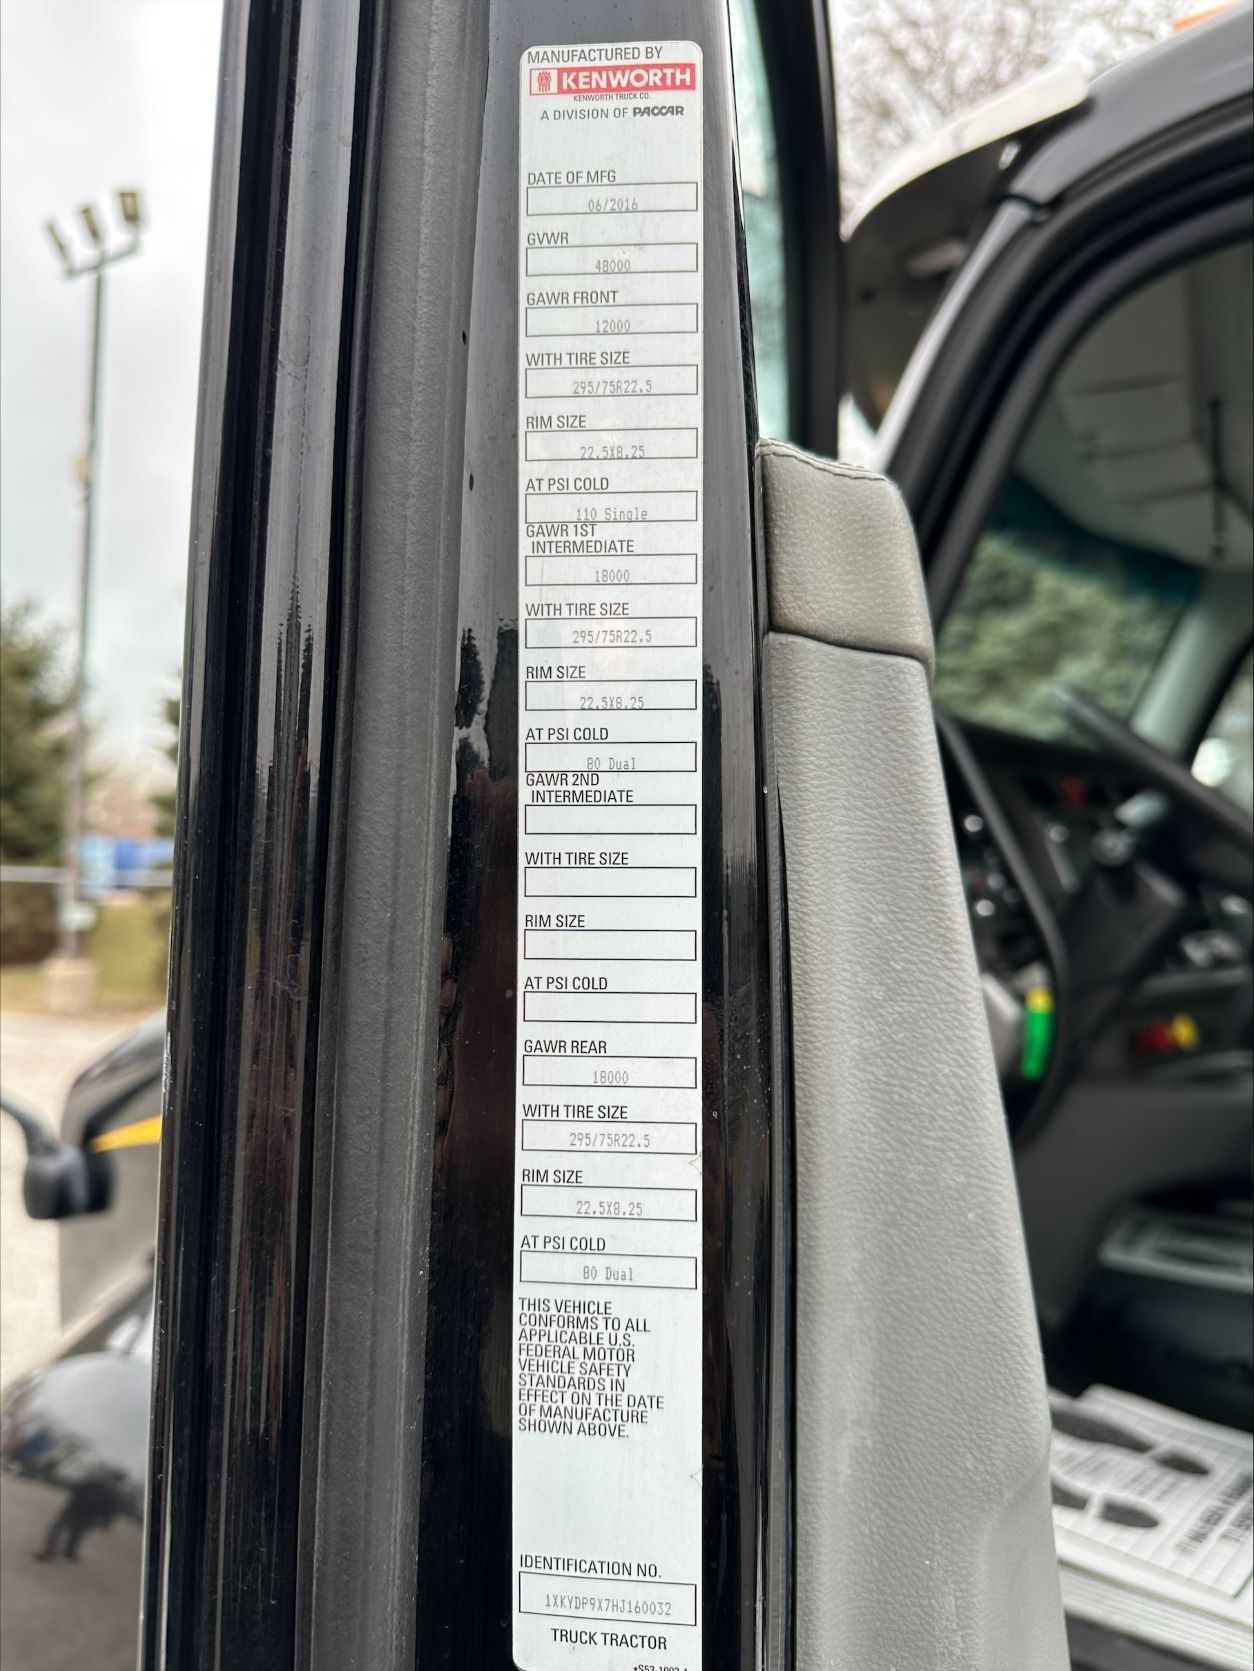 MANUFACTURED BY
KENWORTH
KENWORTH TRUCK CO.
A DIVISION OF PACCAR
DATE OF MFG
06/2016
GVWR
48000
GAWR FRONT
12000
WITH TIRE SIZE
295/75R22.5
RIM SIZE
22.5X8.25
AT PSI COLD
110 Single
GAWR 1ST
INTERMEDIATE
18000
WITH TIRE SIZE
295/75R22.5
RIM SIZE
22.5X8.25
AT PSI COLD
80 Dual
GAWR 2ND
INTERMEDIATE
WITH TIRE SIZE
RIM SIZE
AT PSI COLD
GAWR REAR
18000
WITH TIRE SIZE
295/75R22.5
RIM SIZE
22.5X8.25
AT PSI COLD
80 Dual
THIS VEHICLE
CONFORMS TO ALL
APPLICABLE U.S.
FEDERAL MOTOR
VEHICLE SAFETY
STANDARDS IN
EFFECT ON THE DATE
OF MANUFACTURE
SHOWN ABOVE.
IDENTIFICATION NO.
1XKYDP9X7HJ160032
TRUCK TRACTOR